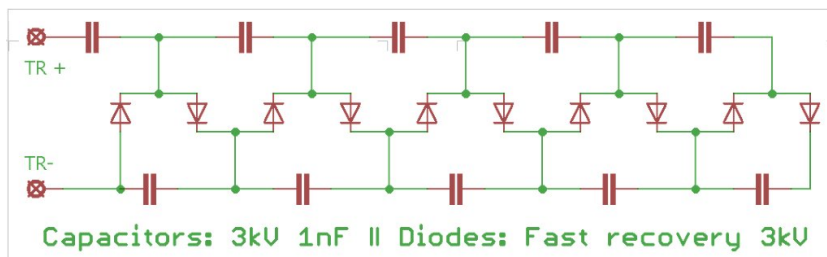 TR +
TR-
Capacitors: 3kV 1nF || Diodes: Fast recovery 3kV